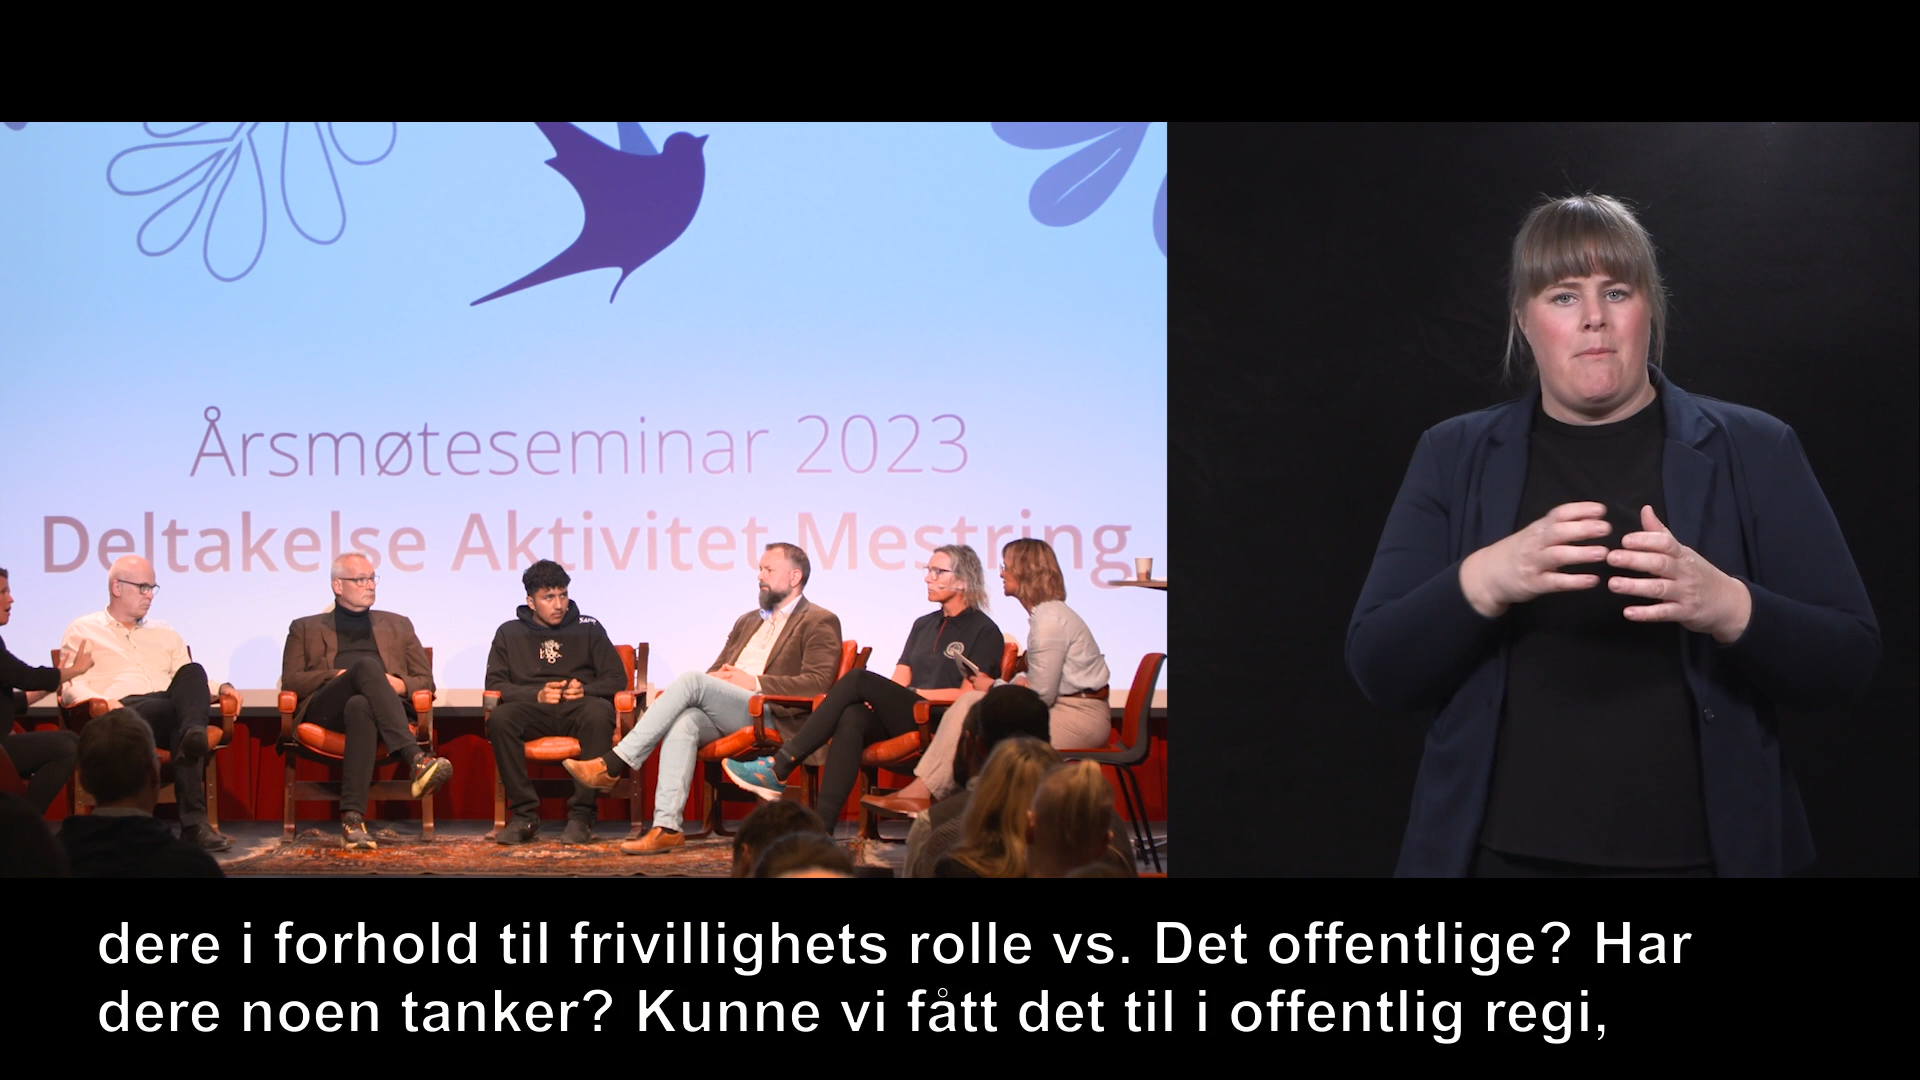 Årsmøteseminar 2023
Deltakelse Aktivitet Mestring
dere i forhold til frivillighets rolle vs. Det offentlige? Har
dere noen tanker? Kunne vi fått det til i offentlig regi,